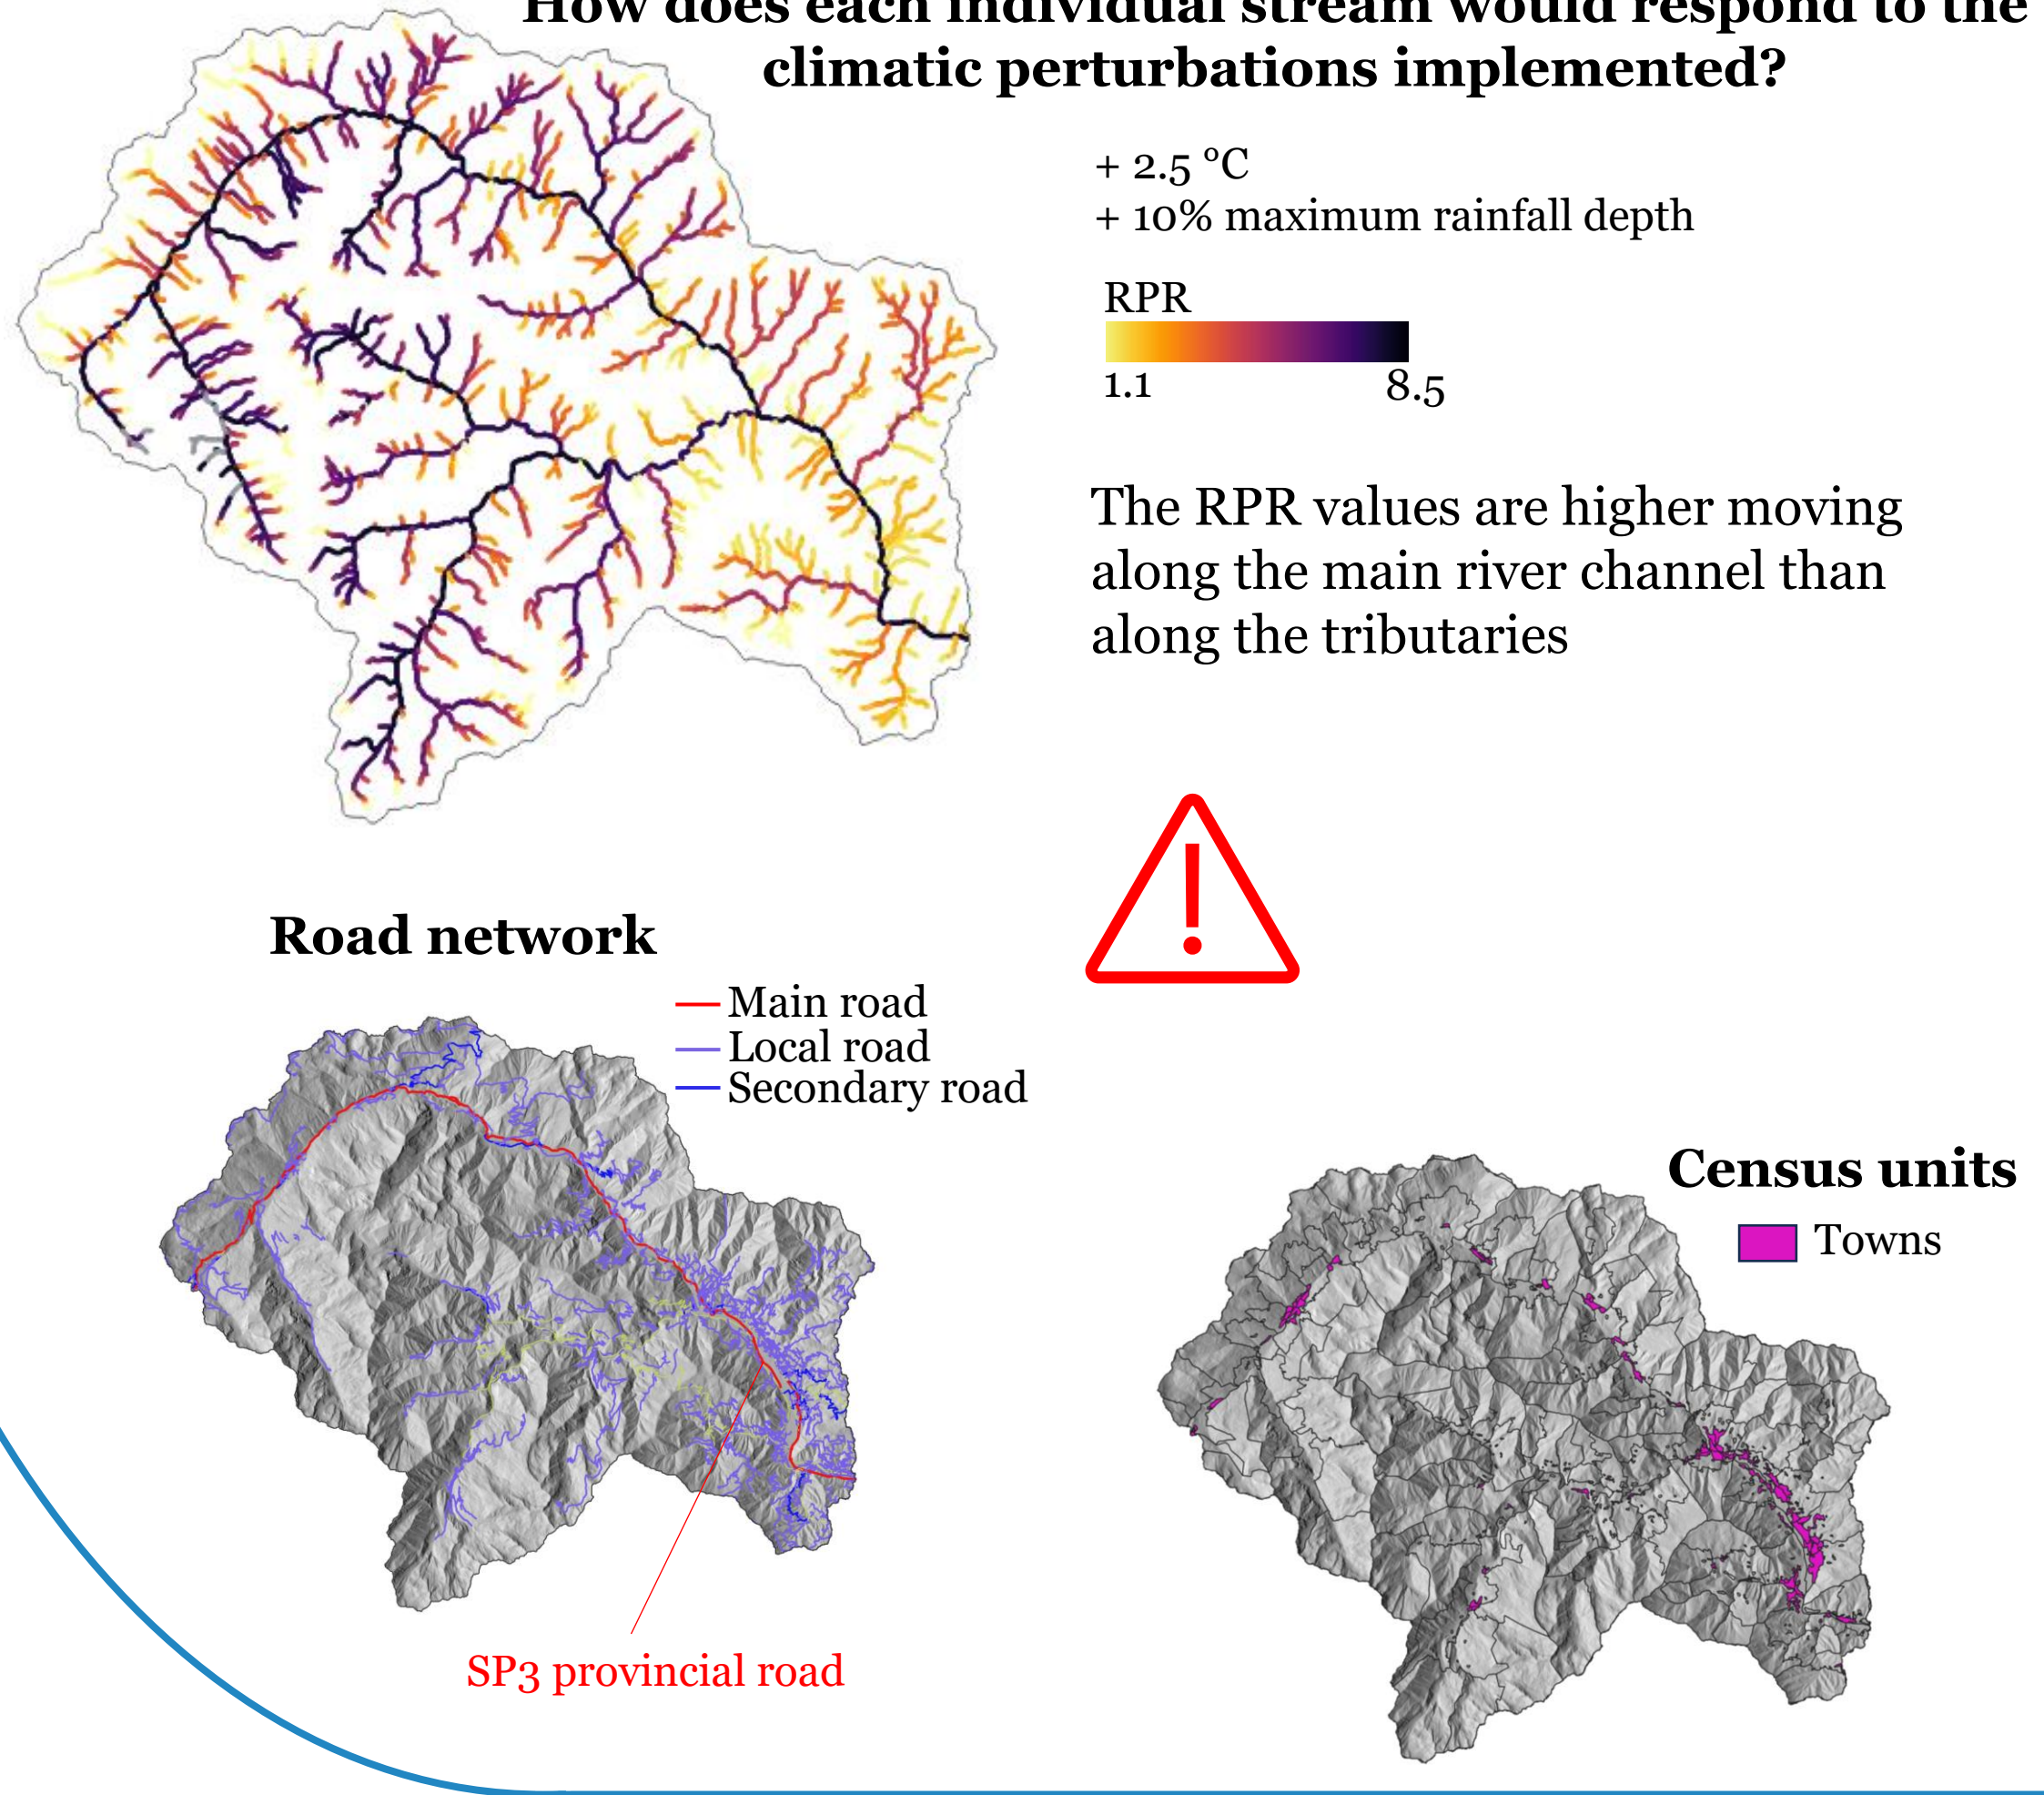 How does each individual stream would respond to the
climatic perturbations implemented?
+ 2.5 °C
+ 10% maximum rainfall depth
RPR
1.1 8.5
The RPR values are higher moving
along the main river channel than
along the tributaries
Road network
Main road
Local road
Secondary road
SP3 provincial road
Census units
Towns